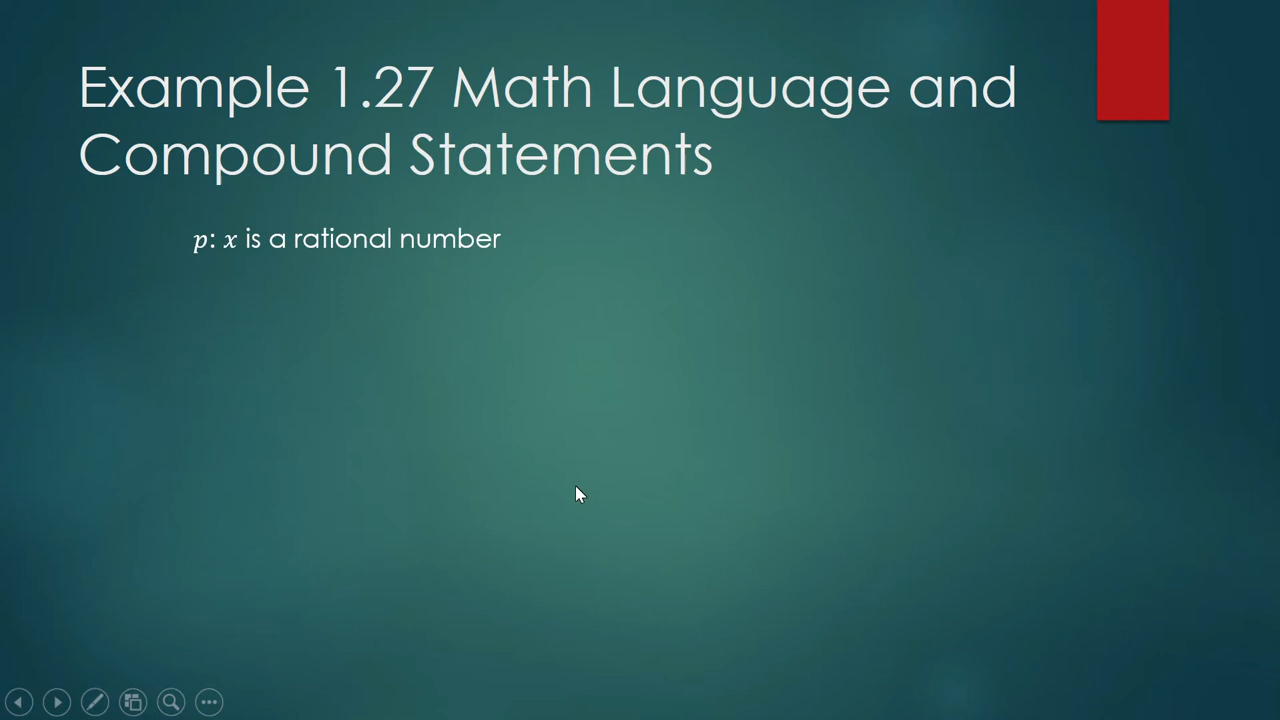 Example 1.27 Math Language and
Compound Statements
p: x is a rational number